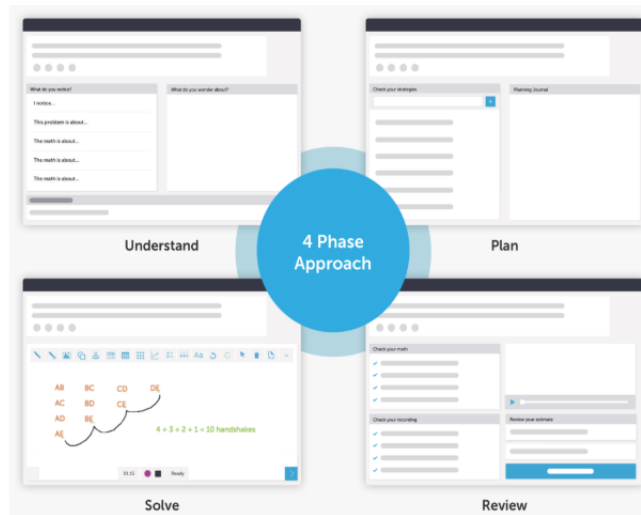 What do you notice?
What do you wonder about?
I notice...
This problem is about...
The math is about...
The math is about...
The math is about...
Understand
Check your strategies
+
Planning Journal
Plan
4 Phase
Approach
Aa
AB BC CD DE
AC BD CE
AD BE
AE
4 + 3 + 2 + 1 = 10 handshakes
Ready
Solve
Check your math
Check your recording
Review your estimate
Review